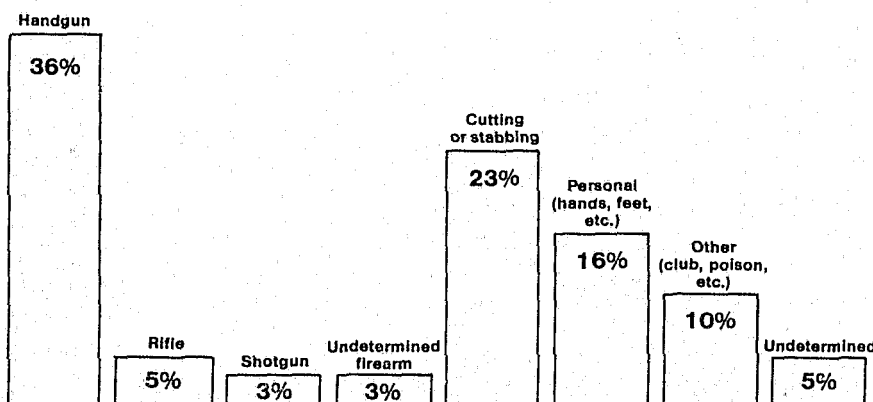 Handgun
36%
Rifle
5%
Shotgun
3%
Undetermined
firearm
3%
Cutting
or stabbing
23%
Personal
(hands, feet,
etc.)
16%
Other
(club, poison,
etc.)
10%
Undetermined
5%